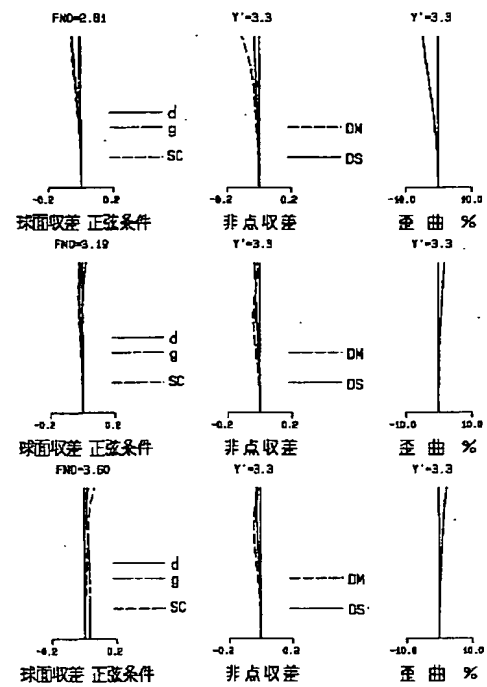 FNO=2.81
Y'=3.3
Y'=3.3
d
g
SC
DM
DS
-0.2 0.2
-0.2 0.2
-10.0 10.0
球面収差 正弦条件
非点収差
歪 曲 %
FNO=3.19
Y'=3.3
Y'=3.3
d
g
SC
DM
DS
-0.2 0.2
-0.2 0.2
-10.0 10.0
球面収差 正弦条件
非点収差
歪 曲 %
FNO=3.60
Y'=3.3
Y'=3.3
d
g
SC
DM
DS
-0.2 0.2
-0.2 0.2
-10.0 10.0
球面収差 正弦条件
非点収差
歪 曲 %